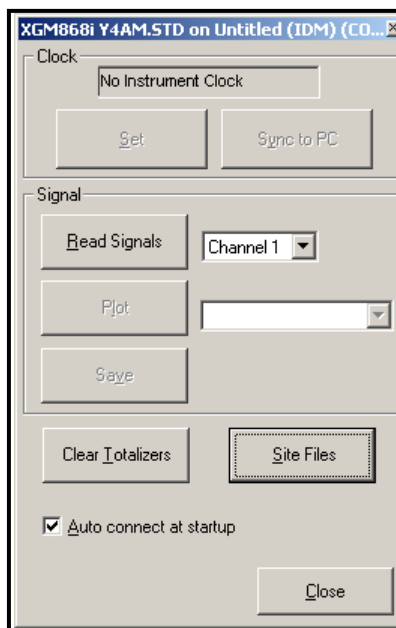 XGM868i Y4AM.STD on Untitled (IDM) (CO...
Clock
No Instrument Clock
Set
Sync to PC
Signal
Read Signals
Channel 1
Plot
Save
Clear Totalizers
Site Files
Auto connect at startup
Close